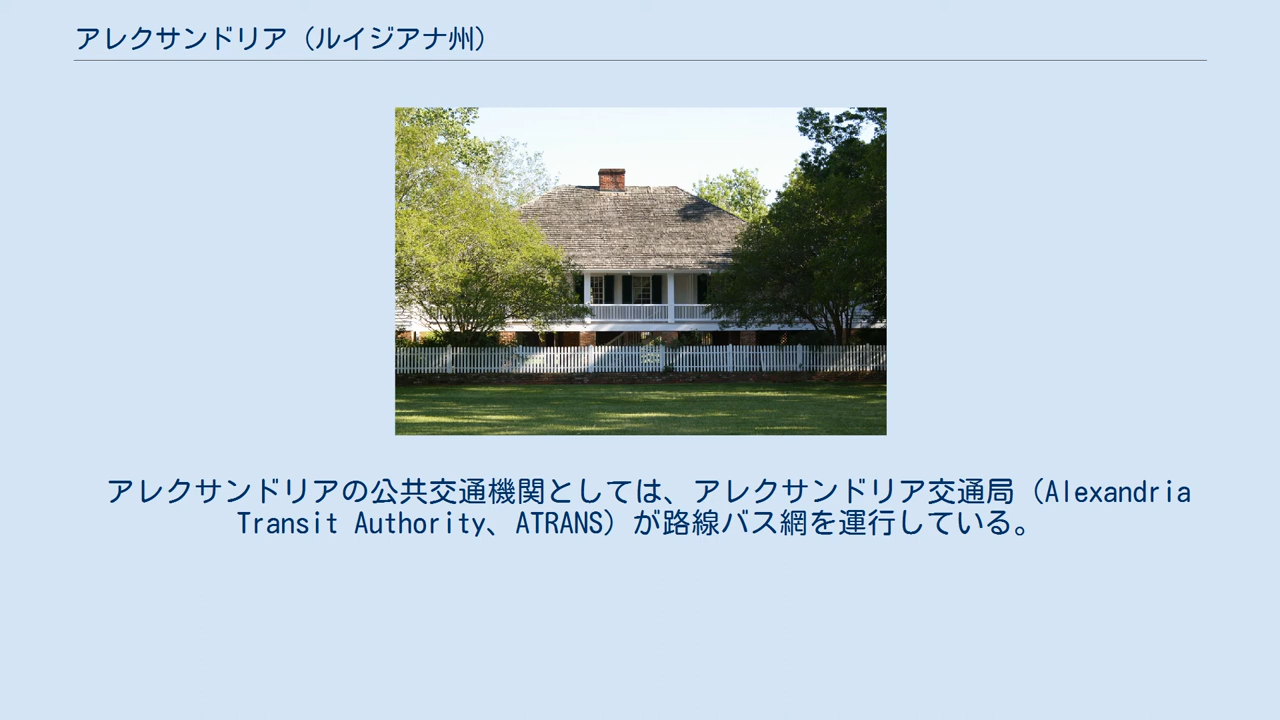 アレクサンドリア（ルイジアナ州）
アレクサンドリアの公共交通機関としては、アレクサンドリア交通局（Alexandria
Transit Authority、ATRANS）が路線バス網を運行している。